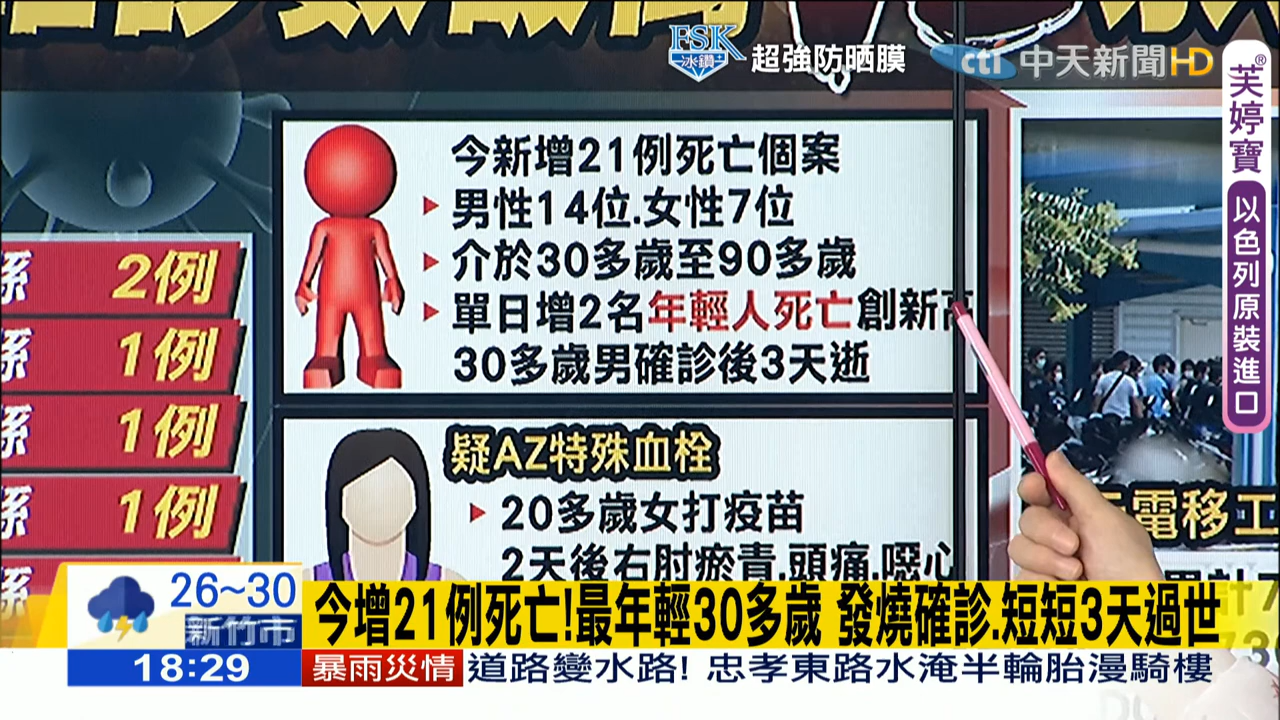 FSK
冰鑽
超強防晒膜
cti 中天新聞HD
芙婷寶®
以色列原裝進口
今新增21例死亡個案
男性14位.女性7位
介於30多歲至90多歲
單日增2名年輕人死亡創新高
30多歲男確診後3天逝
2例
1例
1例
1例
疑AZ特殊血栓
20多歲女打疫苗
2天後右肘瘀青.頭痛.噁心
電移工
26~30
新竹市
18:29
今增21例死亡!最年輕30多歲 發燒確診.短短3天過世
暴雨災情 道路變水路! 忠孝東路水淹半輪胎漫騎樓